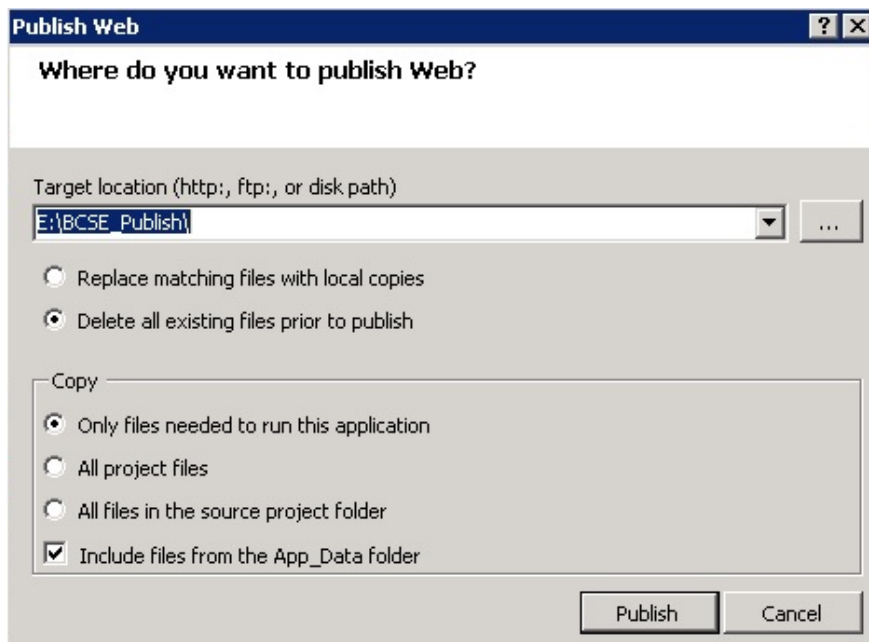 Publish Web
Where do you want to publish Web?
Target location (http:, ftp:, or disk path)
E:\BCSE_Publish\
...
Replace matching files with local copies
Delete all existing files prior to publish
Copy
Only files needed to run this application
All project files
All files in the source project folder
Include files from the App_Data folder
Publish Cancel